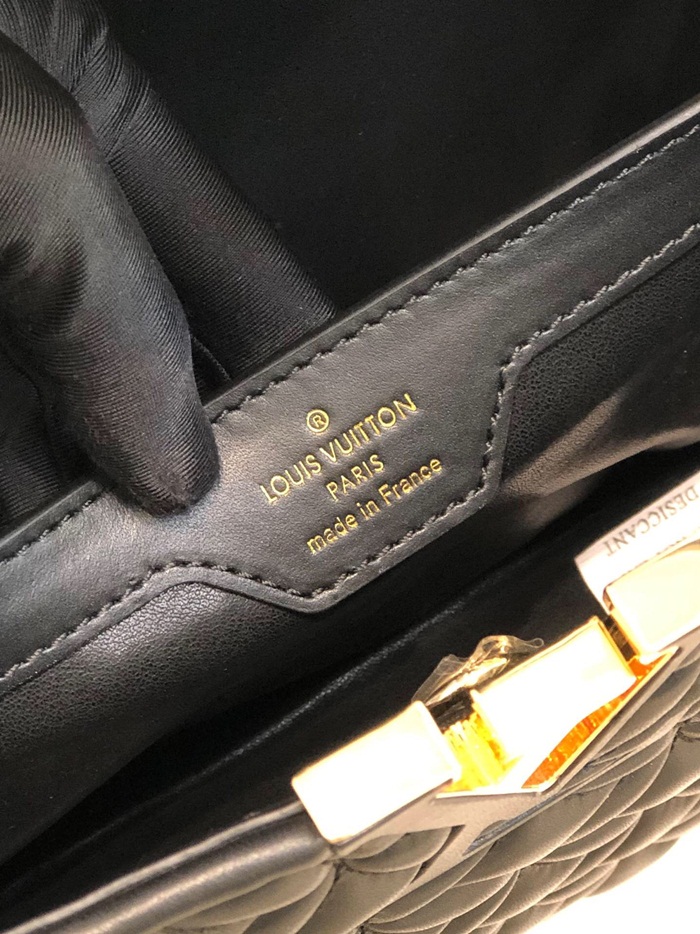 ®
LOUIS VUITTON
PARIS
made in France
DESICCANT